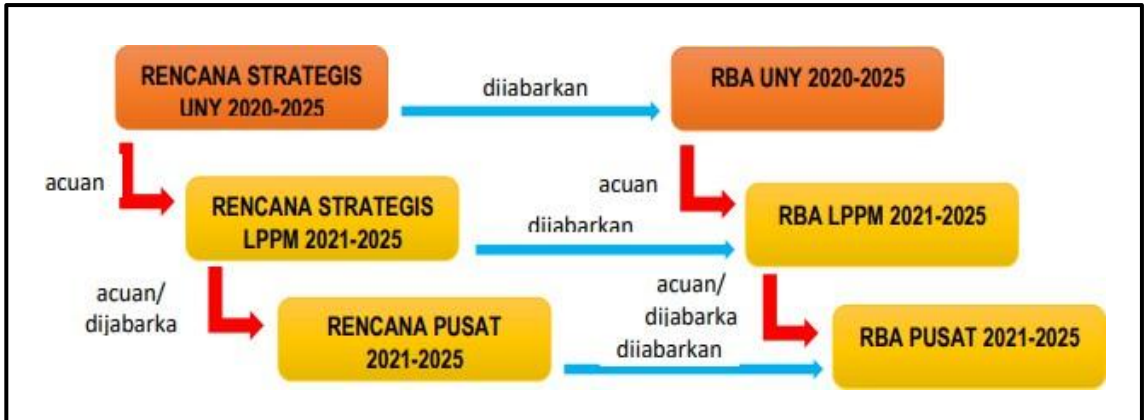 RENCANA STRATEGIS
UNY 2020-2025
diiabarkan
RBA UNY 2020-2025
acuan
RENCANA STRATEGIS
LPPM 2021-2025
diiabarkan
acuan
RBA LPPM 2021-2025
acuan/
dijabarka
RENCANA PUSAT
2021-2025
acuan/
dijabarka
diiabarkan
RBA PUSAT 2021-2025